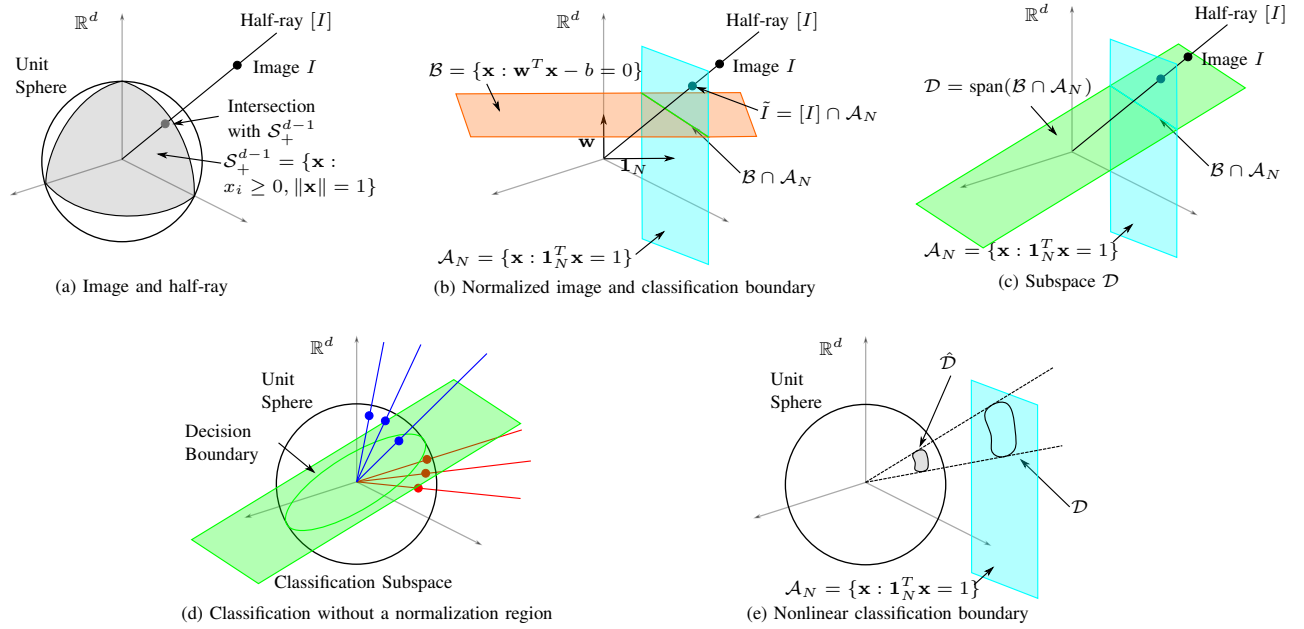 ℝ^d
Half-ray [I]
Unit
Sphere
Image I
Intersection
with 𝒮_+^{d-1}
𝒮_+^{d-1} = {𝐱 :
x_i ≥ 0, ‖𝐱‖ = 1}
(a) Image and half-ray
ℝ^d
Half-ray [I]
Image I
ℬ = {𝐱 : 𝐰^T 𝐱 − b = 0}
Ĩ = [I] ∩ 𝒜_N
𝐰
𝟏_N
ℬ ∩ 𝒜_N
𝒜_N = {𝐱 : 𝟏_N^T 𝐱 = 1}
(b) Normalized image and classification boundary
ℝ^d
Half-ray [I]
Image I
𝒟 = span(ℬ ∩ 𝒜_N)
ℬ ∩ 𝒜_N
𝒜_N = {𝐱 : 𝟏_N^T 𝐱 = 1}
(c) Subspace 𝒟
ℝ^d
Unit
Sphere
Decision
Boundary
Classification Subspace
(d) Classification without a normalization region
ℝ^d
𝒟̂
Unit
Sphere
𝒟
𝒜_N = {𝐱 : 𝟏_N^T 𝐱 = 1}
(e) Nonlinear classification boundary